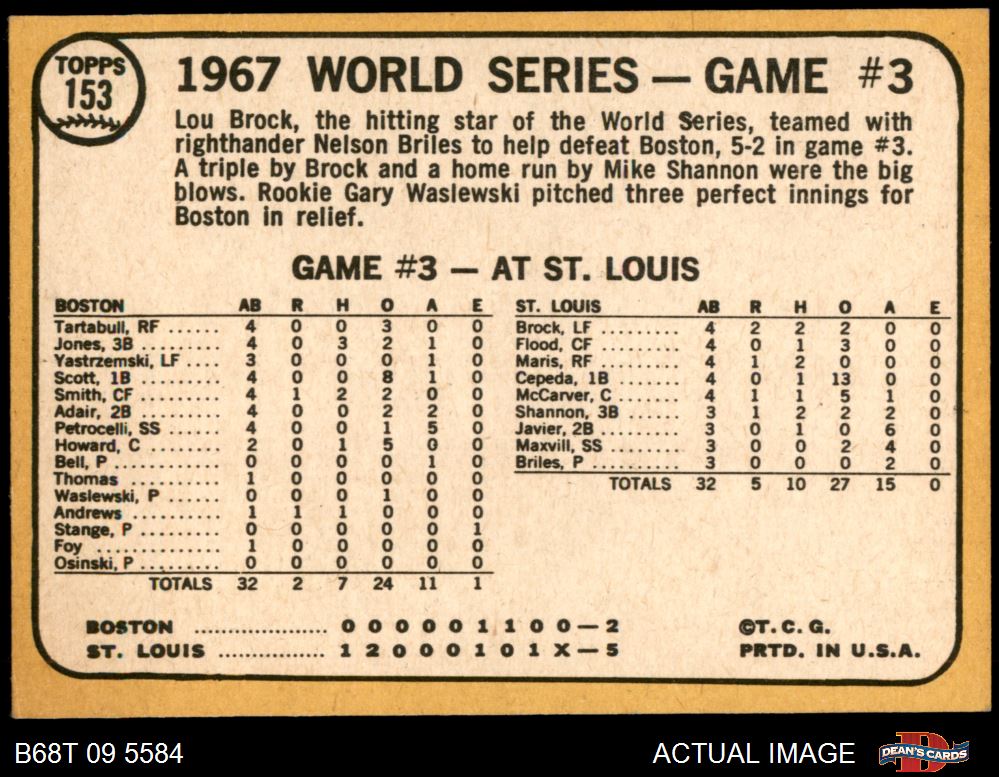 TOPPS
153
1967 WORLD SERIES — GAME #3
Lou Brock, the hitting star of the World Series, teamed with
righthander Nelson Briles to help defeat Boston, 5-2 in game #3.
A triple by Brock and a home run by Mike Shannon were the big
blows. Rookie Gary Waslewski pitched three perfect innings for
Boston in relief.
GAME #3 — AT ST. LOUIS
BOSTON AB R H O A E
Tartabull, RF ...... 4 0 0 3 0 0
Jones, 3B ......... 4 0 3 2 1 0
Yastrzemski, LF .... 3 0 0 0 1 0
Scott, 1B ......... 4 0 0 8 1 0
Smith, CF ......... 4 1 2 2 0 0
Adair, 2B ......... 4 0 0 2 2 0
Petrocelli, SS ...... 4 0 0 1 5 0
Howard, C ......... 2 0 1 5 0 0
Bell, P ............ 0 0 0 0 1 0
Thomas ........... 1 0 0 0 0 0
Waslewski, P ...... 0 0 0 1 0 0
Andrews .......... 1 1 1 0 0 0
Stange, P ......... 0 0 0 0 0 1
Foy .............. 1 0 0 0 0 0
Osinski, P ......... 0 0 0 0 0 0
TOTALS 32 2 7 24 11 1
ST. LOUIS AB R H O A E
Brock, LF .......... 4 2 2 2 0 0
Flood, CF .......... 4 0 1 3 0 0
Maris, RF .......... 4 1 2 0 0 0
Cepeda, 1B ........ 4 0 1 13 0 0
McCarver, C ....... 4 1 1 5 1 0
Shannon, 3B ....... 3 1 2 2 2 0
Javier, 2B ......... 3 0 1 0 6 0
Maxvill, SS ........ 3 0 0 2 4 0
Briles, P .......... 3 0 0 0 2 0
TOTALS 32 5 10 27 15 0
BOSTON .................... 0 0 0 0 0 1 1 0 0 — 2
ST. LOUIS ................ 1 2 0 0 0 1 0 1 X — 5
©T. C. G.
PRTD. IN U.S.A.
B68T 09 5584
ACTUAL IMAGE
D
DEAN'S CARDS